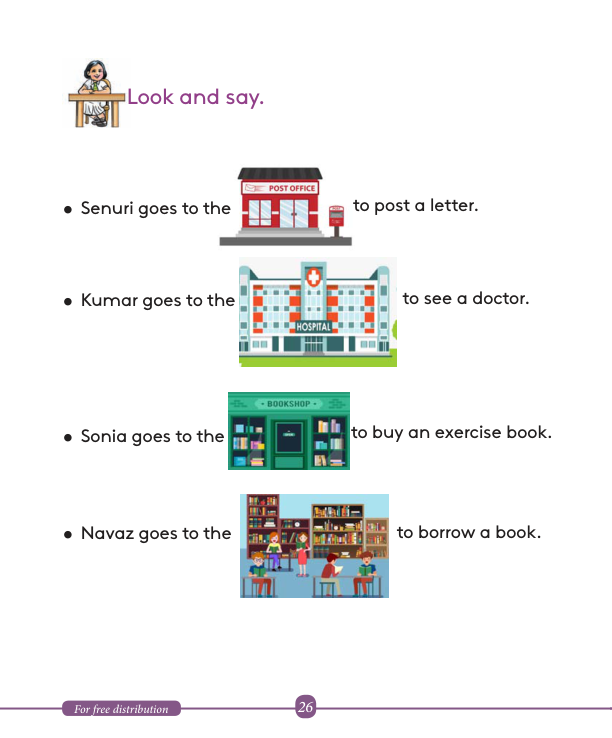 Look and say.
• Senuri goes to the POST OFFICE to post a letter.
• Kumar goes to the HOSPITAL to see a doctor.
• Sonia goes to the BOOKSHOP to buy an exercise book.
• Navaz goes to the to borrow a book.
For free distribution
26